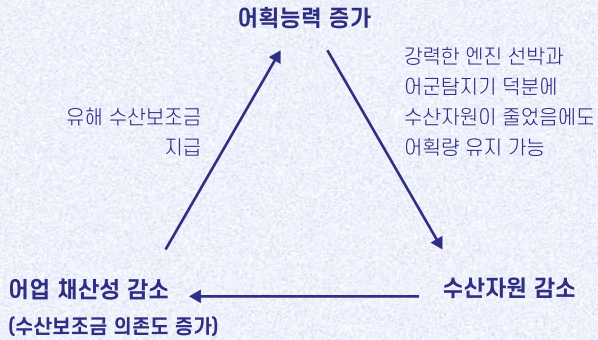 어획능력 증가
강력한 엔진 선박과
어군탐지기 덕분에
수산자원이 줄었음에도
어획량 유지 가능
유해 수산보조금
지급
어업 채산성 감소
(수산보조금 의존도 증가)
수산자원 감소